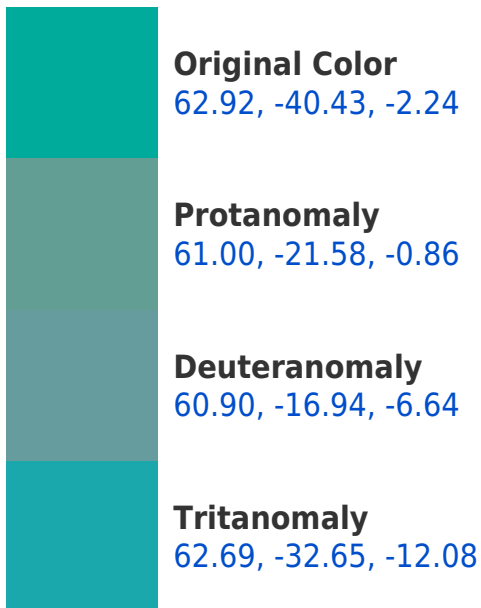 Original Color
62.92, -40.43, -2.24
Protanomaly
61.00, -21.58, -0.86
Deuteranomaly
60.90, -16.94, -6.64
Tritanomaly
62.69, -32.65, -12.08